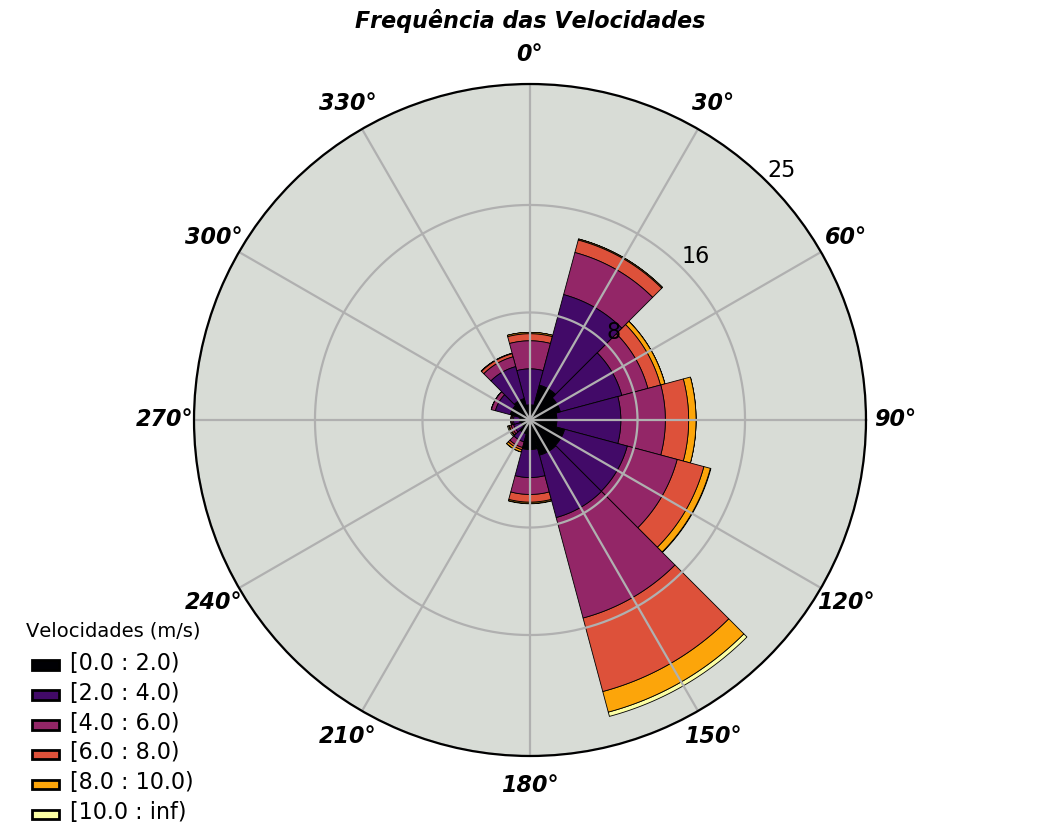 Frequência das Velocidades
0°
330°
30°
25
300°
60°
16
8
270°
90°
240°
120°
210°
150°
180°
Velocidades (m/s)
[0.0 : 2.0)
[2.0 : 4.0)
[4.0 : 6.0)
[6.0 : 8.0)
[8.0 : 10.0)
[10.0 : inf)